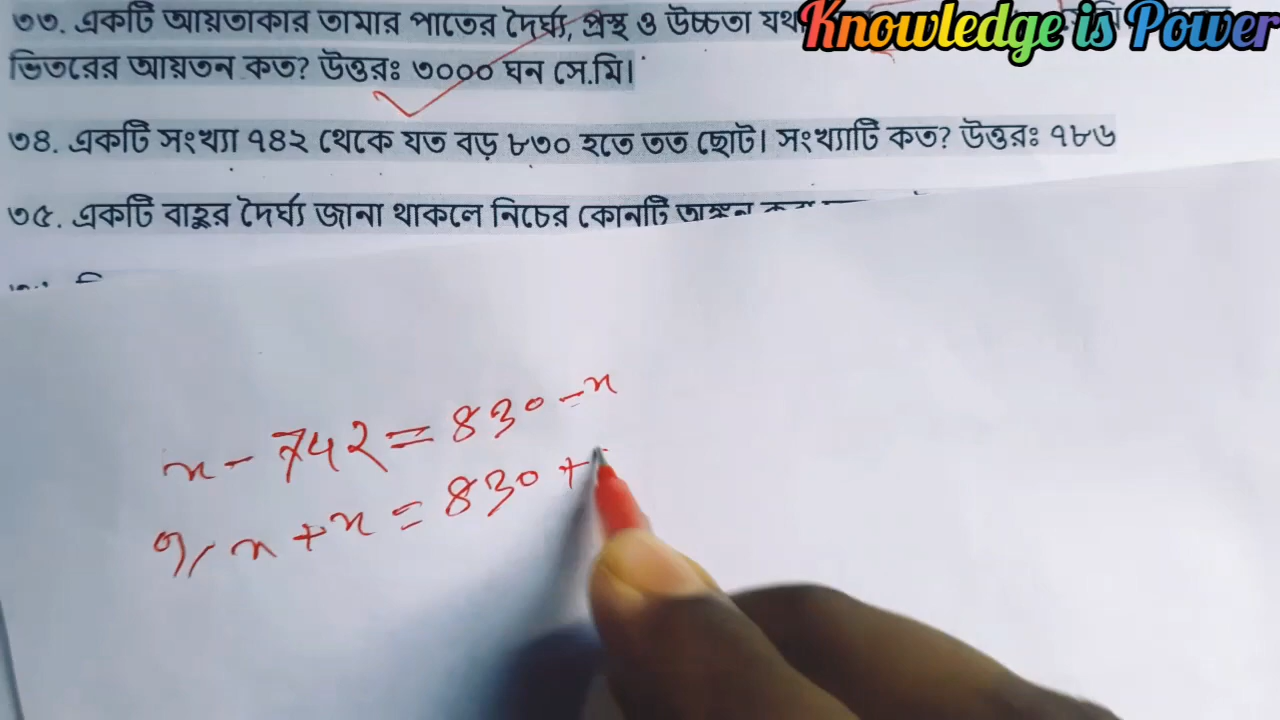 ৩৩. একটি আয়তাকার তামার পাতের দৈর্ঘ্য, প্রস্থ ও উচ্চতা
Knowledge is Power
ভিতরের আয়তন কত? উত্তরঃ ৩০০০ ঘন সে.মি।
৩৪. একটি সংখ্যা ৭৪২ থেকে যত বড় ৮৩০ হতে তত ছোট। সংখ্যাটি কত? উত্তরঃ ৭৮৬
৩৫. একটি বাহুর দৈর্ঘ্য জানা থাকলে নিচের কোনটি
x - 742 = 830 - x
বা, x + x = 830 +